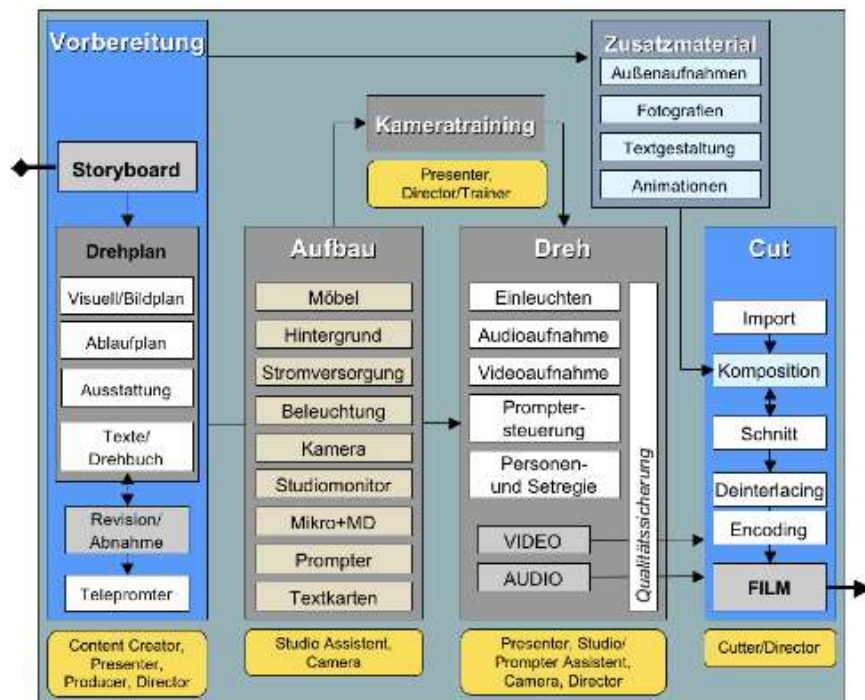 Vorbereitung
Storyboard
Drehplan
Visuell/Bildplan
Ablaufplan
Ausstattung
Texte/
Drehbuch
Revision/
Abnahme
Telepromter
Content Creator,
Presenter,
Producer, Director
Kameratraining
Presenter,
Director/Trainer
Zusatzmaterial
Außenaufnahmen
Fotografien
Textgestaltung
Animationen
Aufbau
Möbel
Hintergrund
Stromversorgung
Beleuchtung
Kamera
Studiomonitor
Mikro+MD
Prompter
Textkarten
Studio Assistent,
Camera
Dreh
Einleuchten
Audioaufnahme
Videoaufnahme
Prompter-
steuerung
Personen-
und Setregie
VIDEO
AUDIO
Qualitätssicherung
Presenter, Studio/
Prompter Assistent,
Camera, Director
Cut
Import
Komposition
Schnitt
Deinterlacing
Encoding
FILM
Cutter/Director